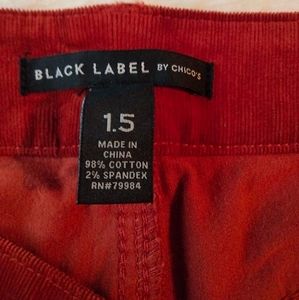 BLACK LABEL BY CHICO'S
1.5
MADE IN
CHINA
98% COTTON
2% SPANDEX
RN#79984